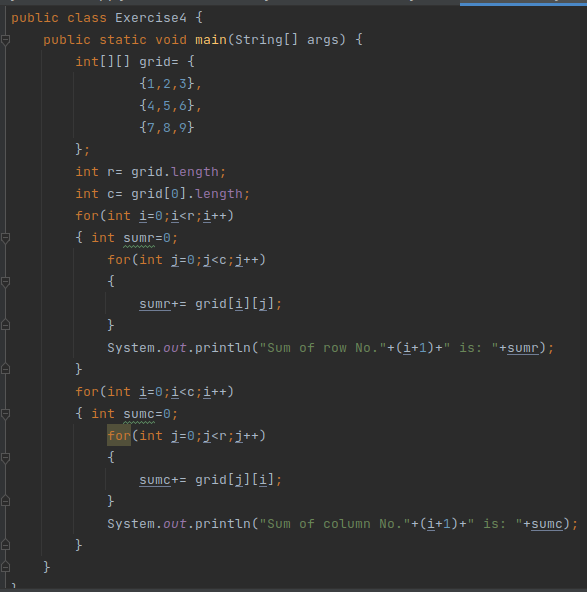 public class Exercise4 {
    public static void main(String[] args) {
        int[][] grid= {
                {1,2,3},
                {4,5,6},
                {7,8,9}
        };
        int r= grid.length;
        int c= grid[0].length;
        for(int i=0;i<r;i++)
        { int sumr=0;
            for(int j=0;j<c;j++)
            {
                sumr+= grid[i][j];
            }
            System.out.println("Sum of row No."+(i+1)+" is: "+sumr);
        }
        for(int i=0;i<c;i++)
        { int sumc=0;
            for(int j=0;j<r;j++)
            {
                sumc+= grid[j][i];
            }
            System.out.println("Sum of column No."+(i+1)+" is: "+sumc);
        }
    }
}